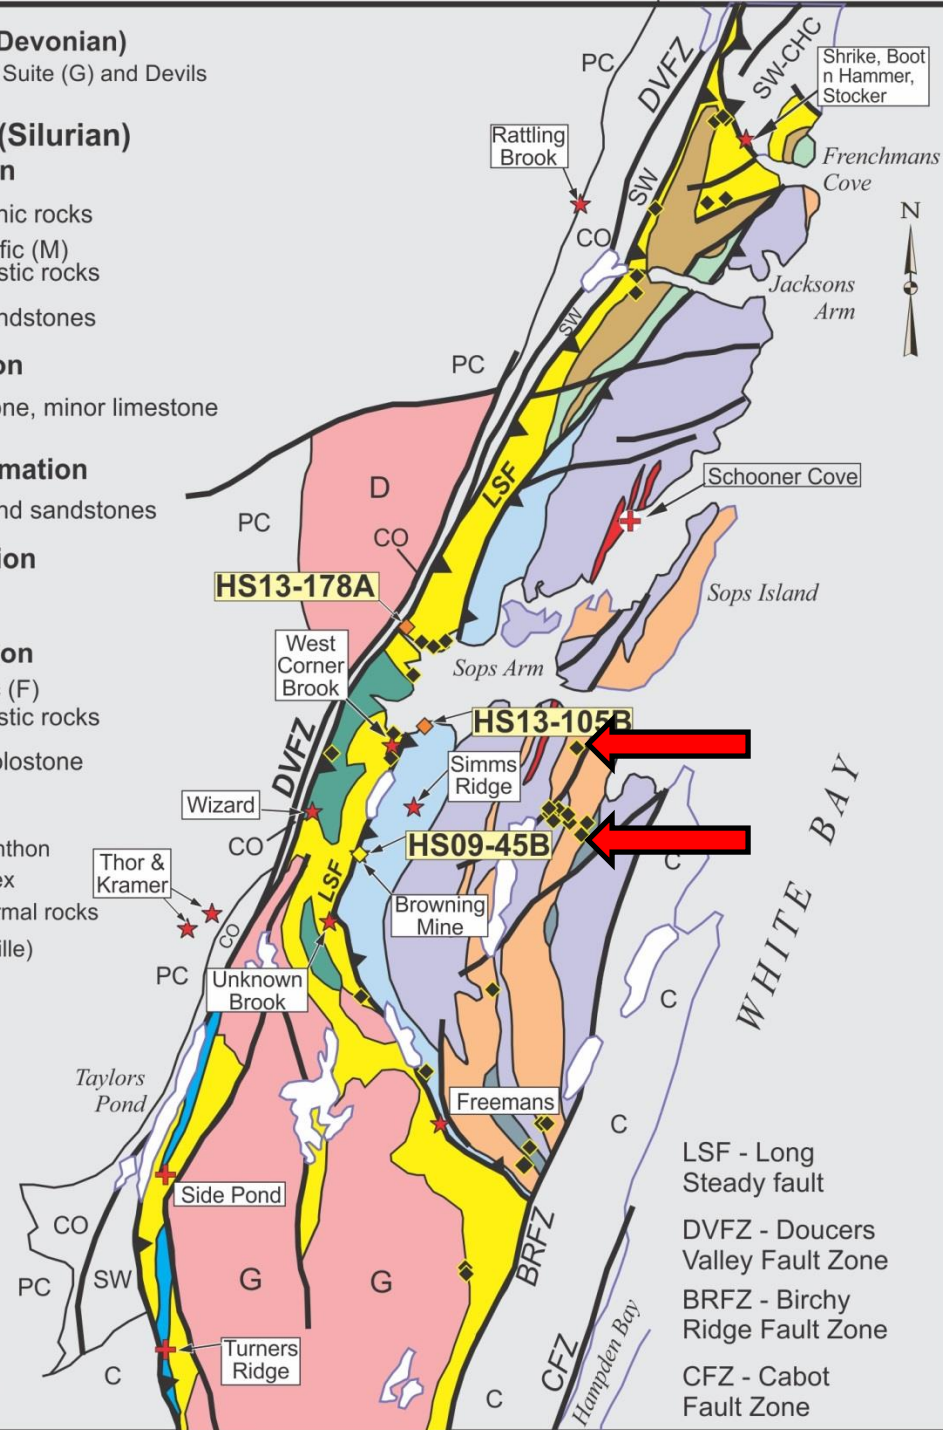 Devonian)
Suite (G) and Devils
(Silurian)
n
nic rocks
fic (M)
stic rocks
ndstones
on
one, minor limestone
mation
nd sandstones
ion
on
(F)
stic rocks
olostone
nthon
ex
rmal rocks
ille)
PC
DVFZ
SW-CHC
Shrike, Boot
n Hammer,
Stocker
Rattling
Brook
Frenchmans
Cove
SW
N
CO
Jacksons
Arm
SW
PC
D
LSF
Schooner Cove
PC
CO
HS13-178A
Sops Island
West
Corner
Brook
Sops Arm
HS13-105B
DVFZ
Simms
Ridge
Wizard
CO
HS09-45B
C
WHITE BAY
Thor &
Kramer
LSF
Browning
Mine
CO
PC
Unknown
Brook
C
Taylors
Pond
Freemans
C
LSF - Long
Steady fault
Side Pond
CO
DVFZ - Doucers
Valley Fault Zone
PC
SW
G
G
BRFZ
BRFZ - Birchy
Ridge Fault Zone
Turners
Ridge
C
C
CFZ
Hampden Bay
CFZ - Cabot
Fault Zone